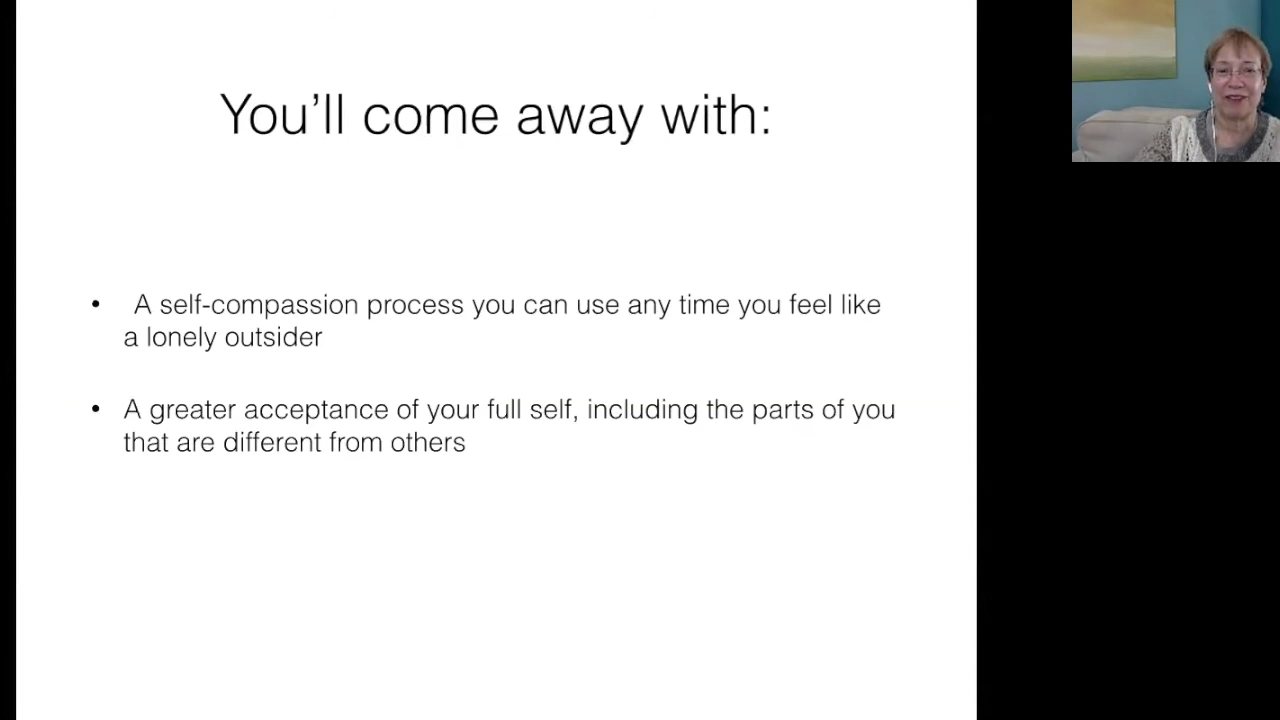 You'll come away with:
• A self-compassion process you can use any time you feel like
a lonely outsider
• A greater acceptance of your full self, including the parts of you
that are different from others